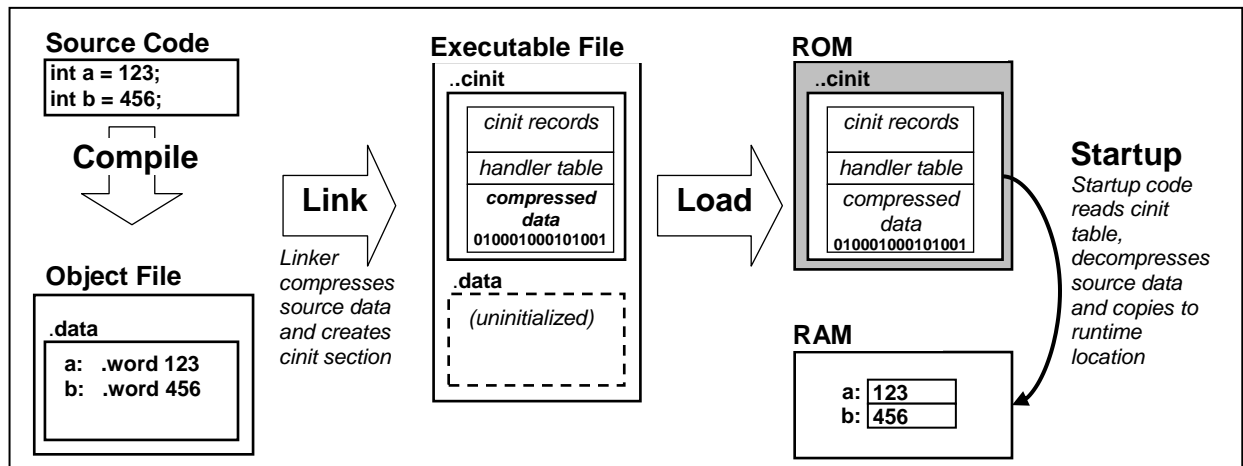 Source Code
int a = 123;
int b = 456;
Compile
Object File
.data
a: .word 123
b: .word 456
Link
Linker
compresses
source data
and creates
cinit section
Executable File
..cinit
cinit records
handler table
compressed
data
010001000101001
.data
(uninitialized)
Load
ROM
..cinit
cinit records
handler table
compressed
data
010001000101001
RAM
a: 123
b: 456
Startup
Startup code
reads cinit
table,
decompresses
source data
and copies to
runtime
location